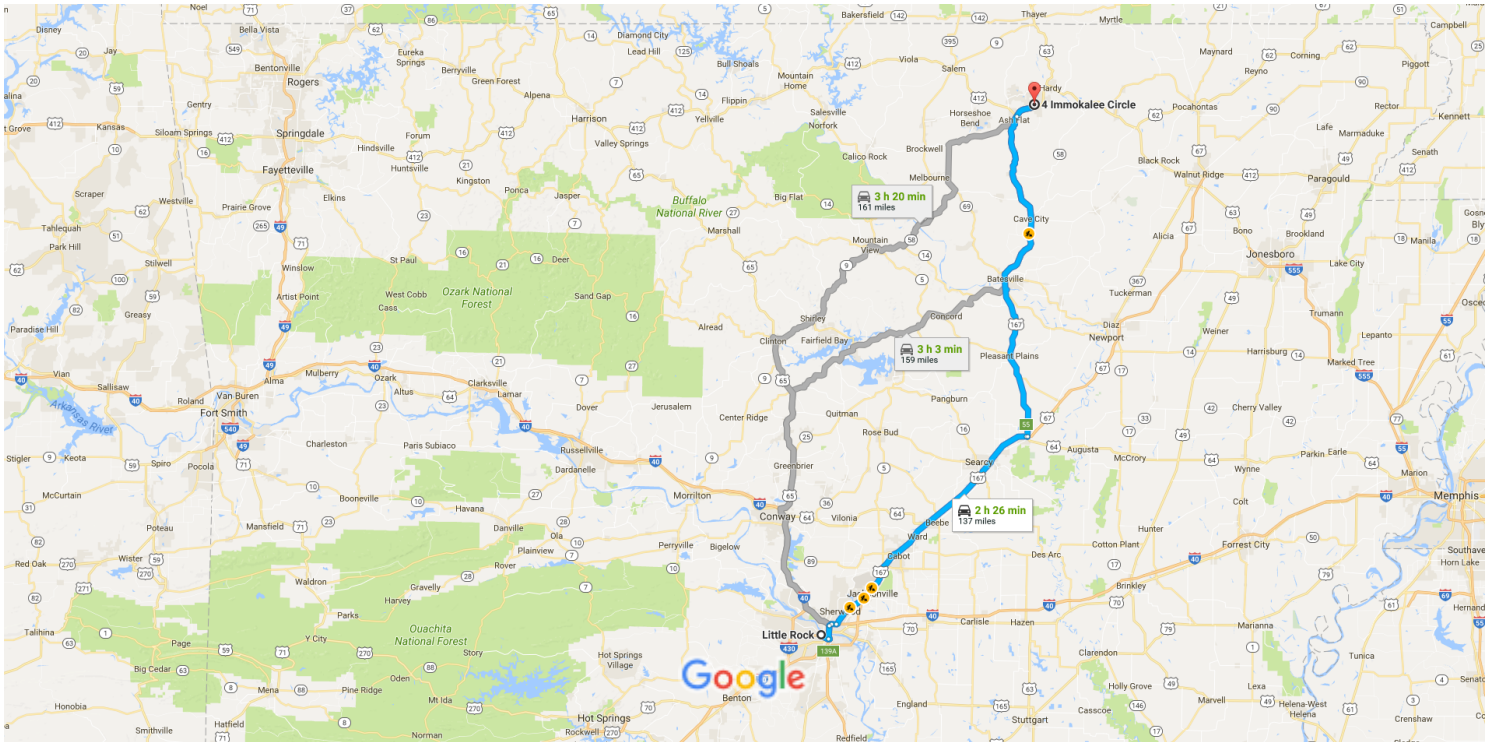 Noel
Bella Vista
Bakersfield
Thayer
Myrtle
Campbell
Disney
Jay
Eureka
Springs
Diamond City
Lead Hill
Bull Shoals
Viola
Salem
Maynard
Corning
Bentonville
Rogers
Berryville
Green Forest
Alpena
Mountain
Home
Reyno
Piggott
Gentry
Flippin
Hardy
4 Immokalee Circle
Harrison
Yellville
Salesville
Norfork
Horseshoe
Bend
Ash Flat
Pocahontas
Rector
Kansas
Siloam Springs
Springdale
Forum
Hindsville
Huntsville
Valley Springs
Lafe
Marmaduke
Kennett
Fayetteville
Kingston
Calico Rock
Brockwell
Melbourne
Black Rock
Walnut Ridge
Paragould
Senath
Scraper
Westville
Prairie Grove
Elkins
Ponca
Jasper
Buffalo
National River
Big Flat
3 h 20 min
161 miles
Cave City
Tahlequah
Park Hill
Marshall
Mountain
View
Alicia
Bono
Brookland
Manila
Stilwell
Winslow
St Paul
Deer
Jonesboro
Lake City
Artist Point
West Cobb
Cass
Ozark National
Forest
Sand Gap
Batesville
Tuckerman
Greasy
Paradise Hill
Alread
Shirley
Concord
Diaz
Newport
Weiner
Trumann
Lepanto
Clinton
Fairfield Bay
3 h 3 min
159 miles
Pleasant Plains
Harrisburg
Marked Tree
Vian
Sallisaw
Roland
Van Buren
Alma
Mulberry
Ozark
Altus
Clarksville
Lamar
Arkansas River
Fort Smith
Dover
Jerusalem
Center Ridge
Quitman
Pangburn
Cherry Valley
Charleston
Paris Subiaco
Rose Bud
Stigler
Keota
Spiro
Pocola
Russellville
Dardanelle
Greenbrier
Searcy
Augusta
McCrory
Wynne
Parkin
Earle
Marion
McCurtain
Booneville
Havana
Morrilton
Conway
Vilonia
2 h 26 min
137 miles
Colt
Memphis
Poteau
Mansfield
Danville
Ola
Beebe
Ward
Hunter
Wister
Plainview
Perryville
Bigelow
Cabot
Des Arc
Cotton Plant
Forrest City
Southave
Horn Lake
Red Oak
Waldron
Gravelly
Rover
Brinkley
Harvey
Hernand
Parks
Carlisle
Hazen
Marianna
Talihina
Page
Y City
Ouachita
National Forest
Little Rock
139A
Big Cedar
Story
Hot Springs
Village
Clarendon
Tunica
Mena
Pine Ridge
Oden
Mt Ida
Google
Benton
England
Holly Grove
Marvell
Lexa
Helena-West
Helena
Honobia
Smithville
Hatfield
Norman
Hot Springs
Rockwell
Redfield
Stuttgart
Casscoe
Crenshaw